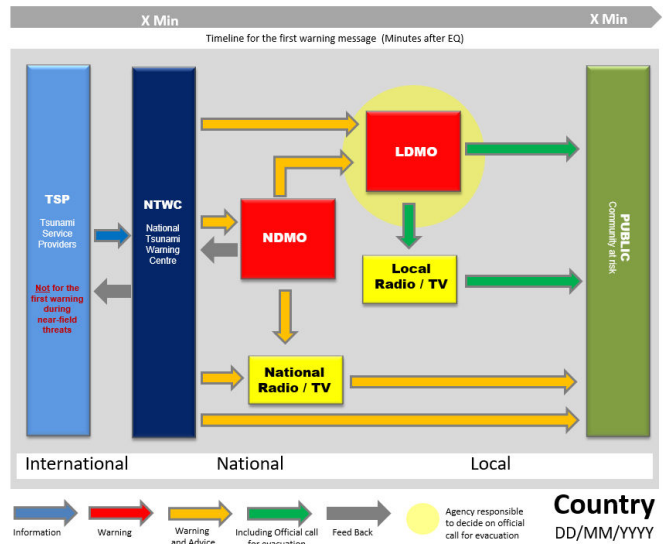 X Min
X Min
Timeline for the first warning message (Minutes after EQ)
TSP
Tsunami
Service
Providers
Not for the
first warning
during
near-field
threats
NTWC
National
Tsunami
Warning
Centre
NDMO
LDMO
Local
Radio / TV
National
Radio / TV
PUBLIC
Community at risk
International
National
Local
Information
Warning
Warning
and Advice
Including Official call
for evacuation
Feed Back
Agency responsible
to decide on official
call for evacuation
Country
DD/MM/YYYY